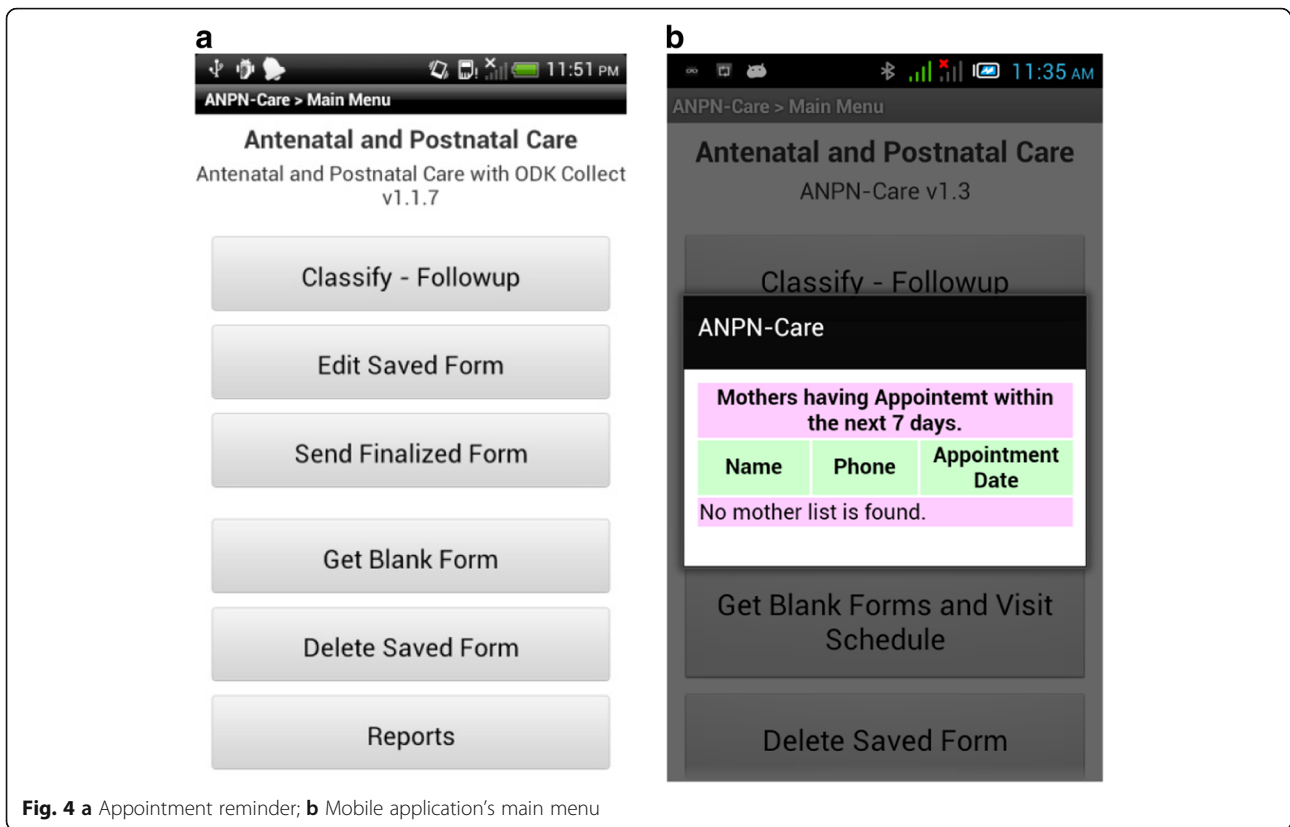 a
11:51 PM
ANPN-Care > Main Menu
Antenatal and Postnatal Care
Antenatal and Postnatal Care with ODK Collect
v1.1.7
Classify - Followup
Edit Saved Form
Send Finalized Form
Get Blank Form
Delete Saved Form
Reports
b
11:35 AM
ANPN-Care > Main Menu
Antenatal and Postnatal Care
ANPN-Care v1.3
Classify - Followup
ANPN-Care
Mothers having Appointemt within
the next 7 days.
Name Phone Appointment
Date
No mother list is found.
Get Blank Forms and Visit
Schedule
Delete Saved Form
Fig. 4 a Appointment reminder; b Mobile application's main menu